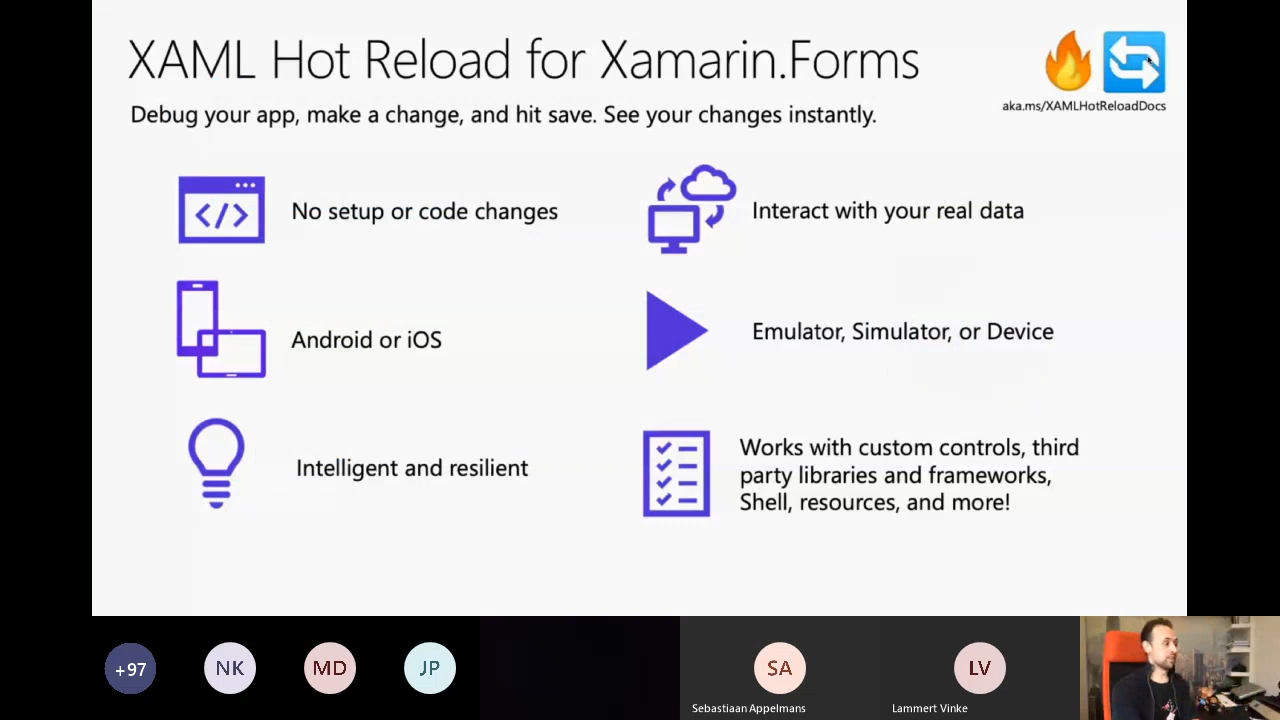 XAML Hot Reload for Xamarin.Forms
aka.ms/XAMLHotReloadDocs
Debug your app, make a change, and hit save. See your changes instantly.
</>
No setup or code changes
Interact with your real data
Android or iOS
Emulator, Simulator, or Device
Intelligent and resilient
Works with custom controls, third
party libraries and frameworks,
Shell, resources, and more!
+97
NK
MD
JP
SA
LV
Sebastiaan Appelmans
Lammert Vinke